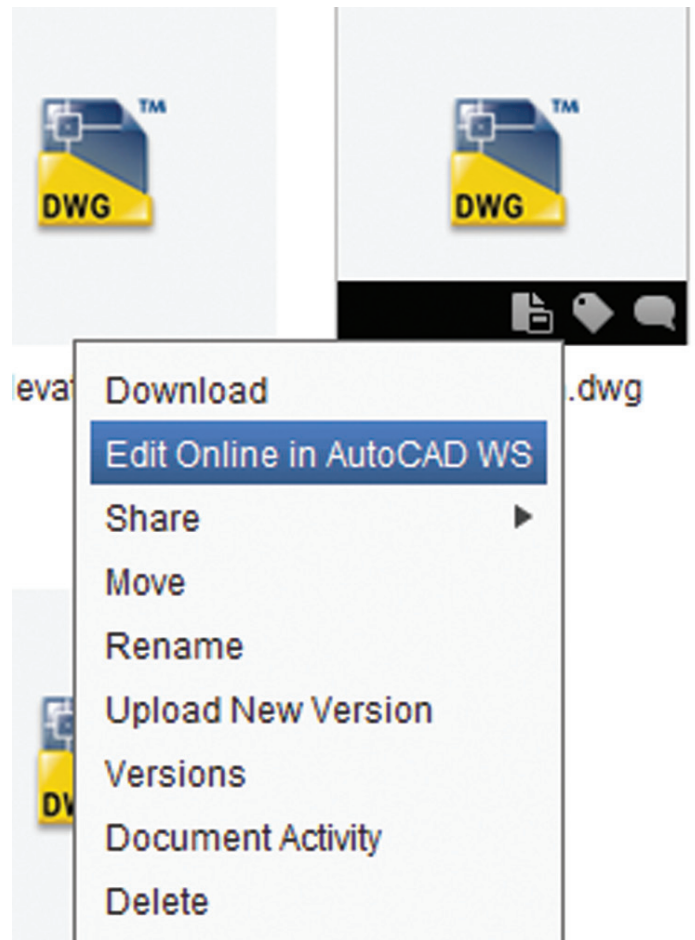 TM
DWG
TM
DWG
.dwg
Download
Edit Online in AutoCAD WS
Share
Move
Rename
Upload New Version
Versions
Document Activity
Delete